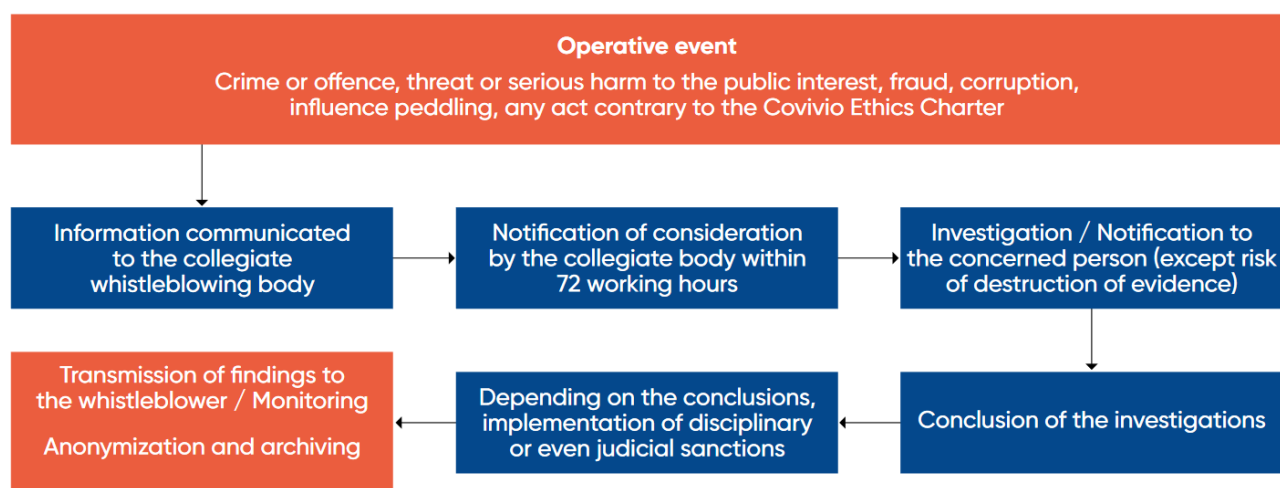 Operative event
Crime or offence, threat or serious harm to the public interest, fraud, corruption,
influence peddling, any act contrary to the Covivio Ethics Charter
Information communicated
to the collegiate
whistleblowing body
Notification of consideration
by the collegiate body within
72 working hours
Investigation / Notification to
the concerned person (except risk
of destruction of evidence)
Conclusion of the investigations
Depending on the conclusions,
implementation of disciplinary
or even judicial sanctions
Transmission of findings to
the whistleblower / Monitoring
Anonymization and archiving